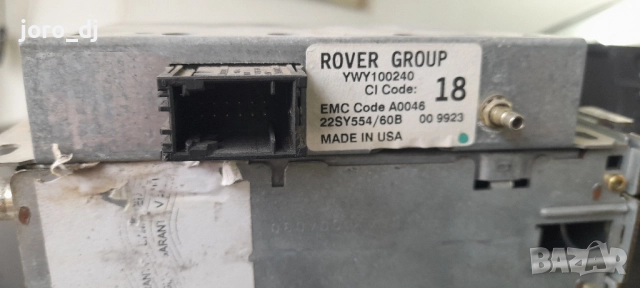 joro_dj
ROVER GROUP
YWY100240
CI Code: 18
EMC Code A0046
22SY554/60B 00 9923
MADE IN USA
BAZAR